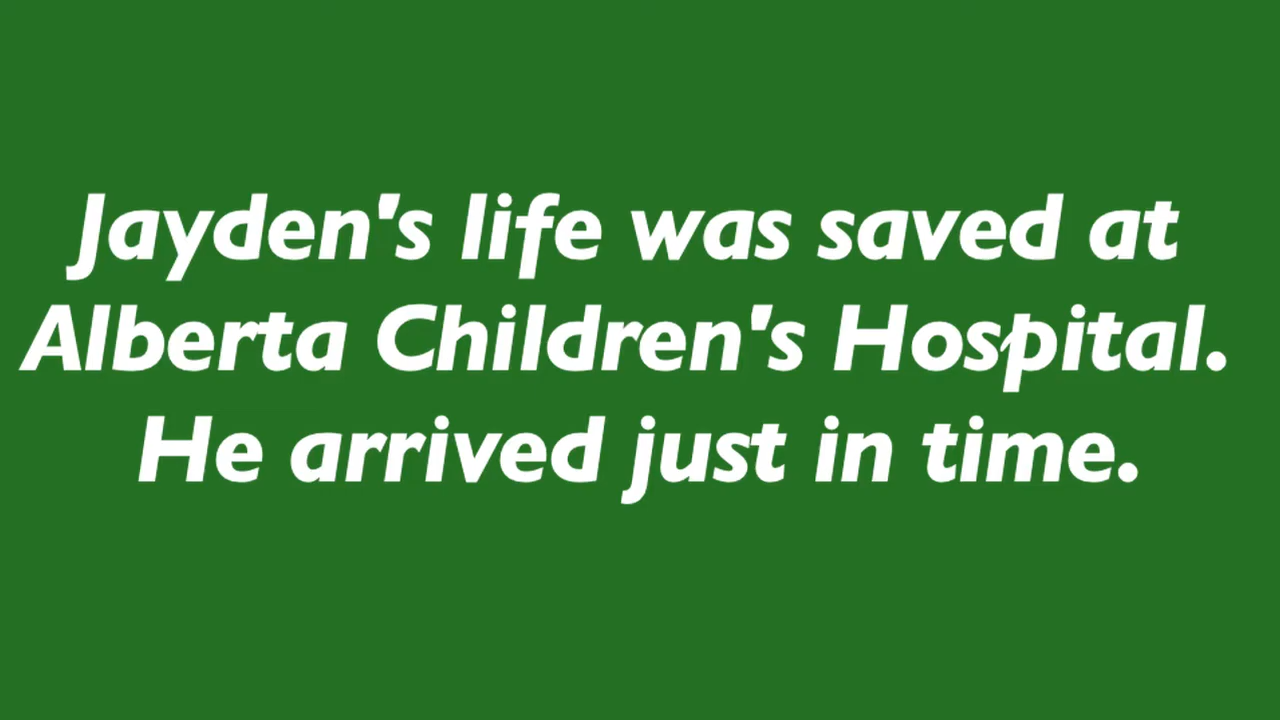 Jayden's life was saved at
Alberta Children's Hospital.
He arrived just in time.